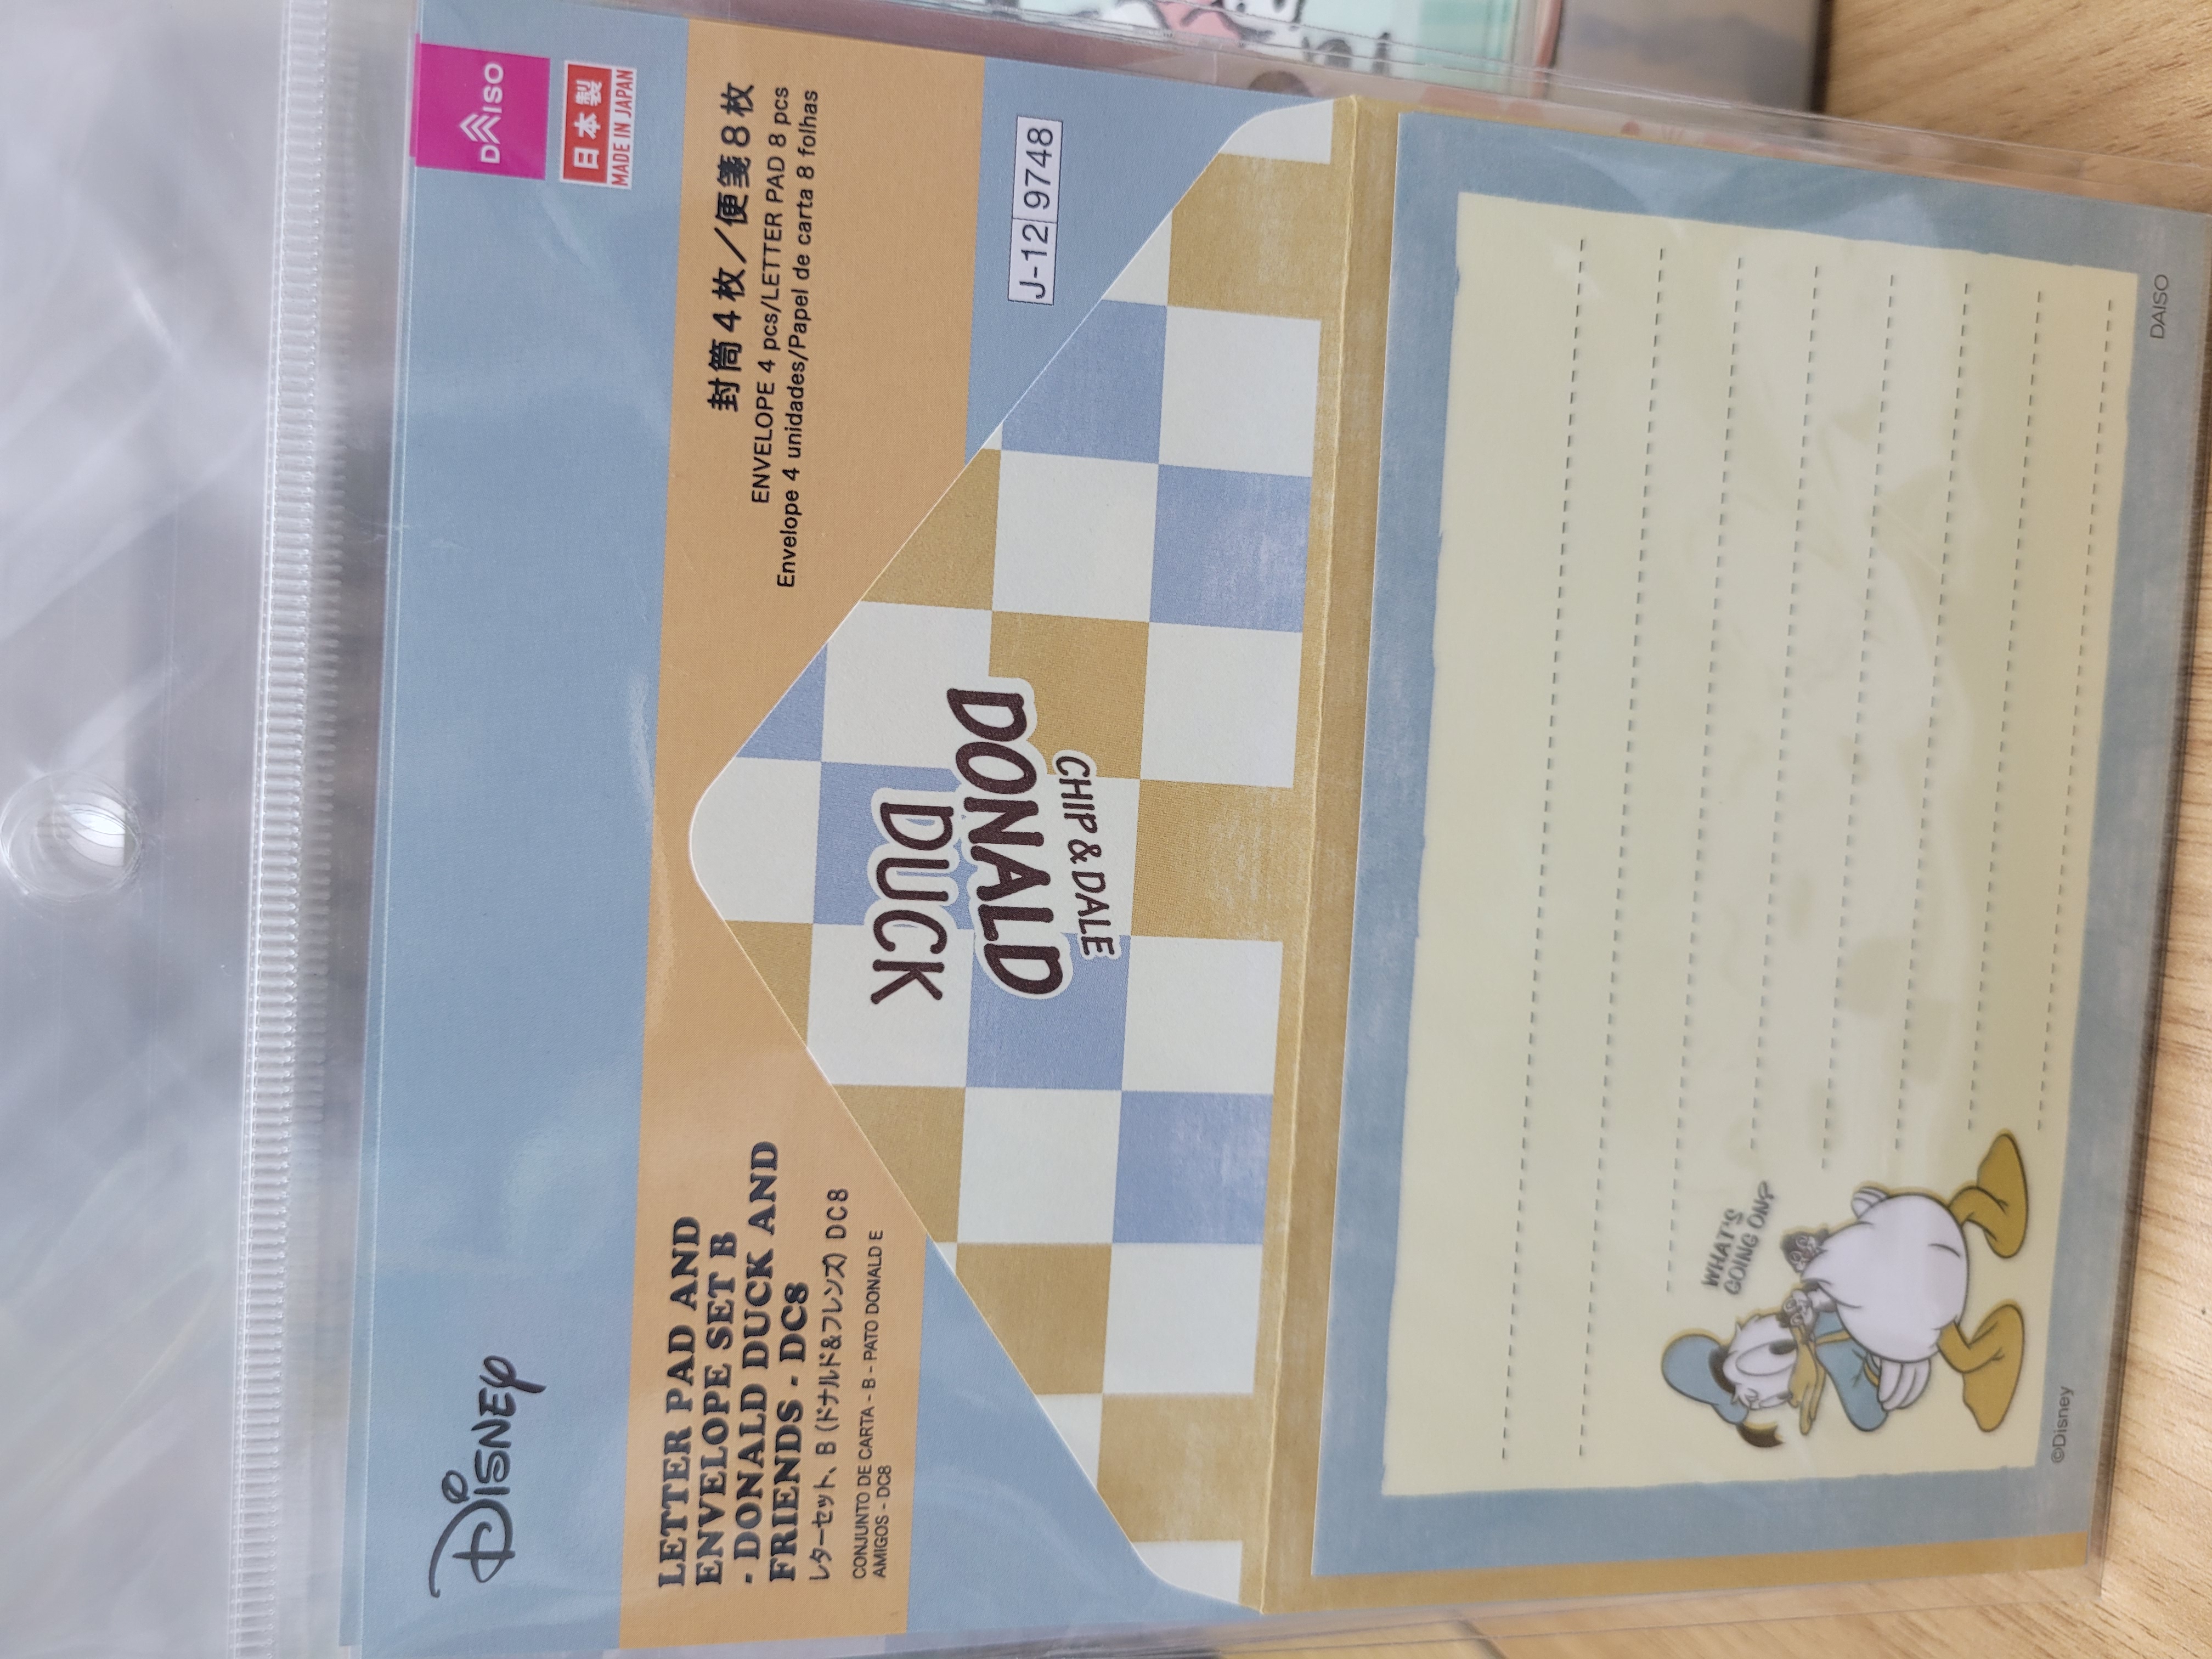 DISNEY
DAISO
日本製
MADE IN JAPAN
LETTER PAD AND
ENVELOPE SET B
- DONALD DUCK AND
FRIENDS - DC8
レターセット、B (ドナルド&フレンズ) DC8
CONJUNTO DE CARTA - B - PATO DONALD E
AMIGOS - DC8
封筒4枚/便箋8枚
ENVELOPE 4 pcs/LETTER PAD 8 pcs
Envelope 4 unidades/Papel de carta 8 folhas
J-12 9748
CHIP & DALE
DONALD
DUCK
WHAT'S
GOING ON?
©Disney
DAISO